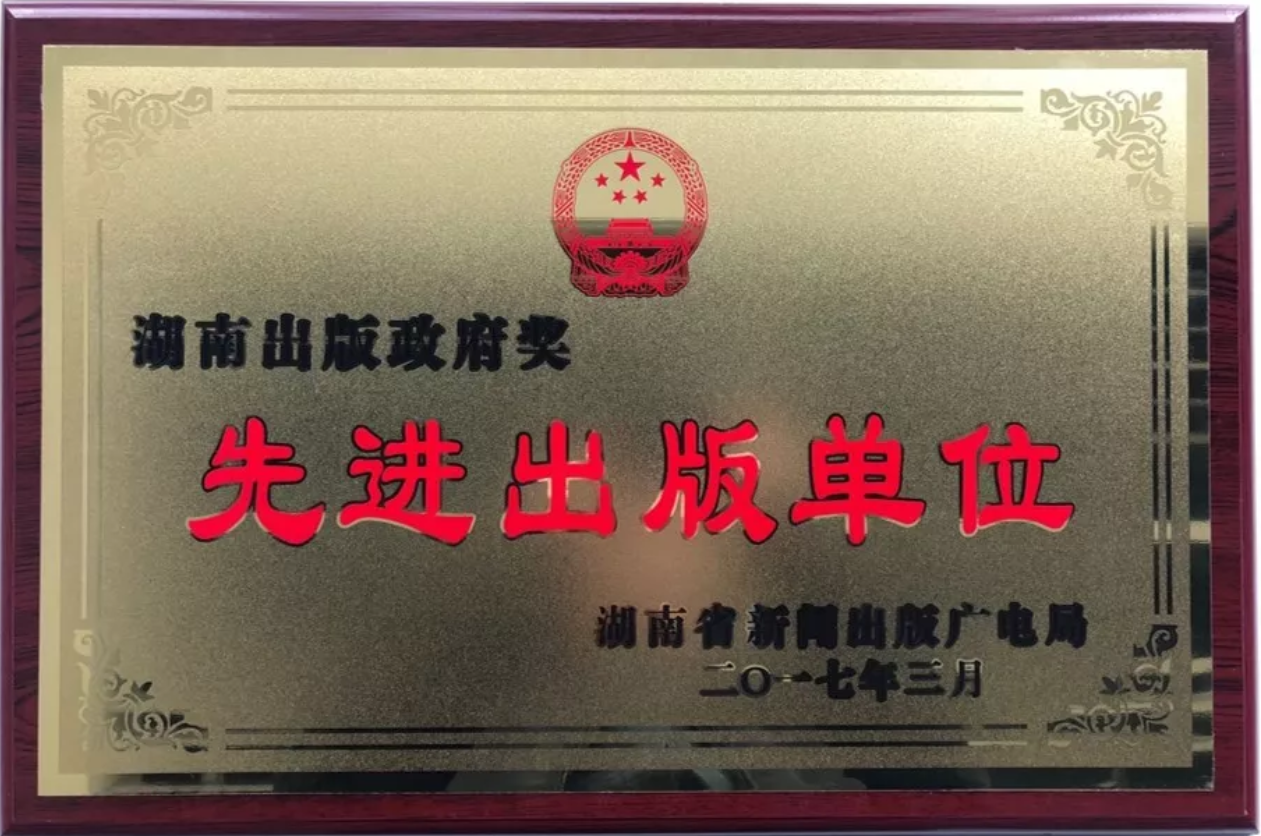 湖南出版政府奖
先进出版单位
湖南省新闻出版广电局
二〇一七年三月